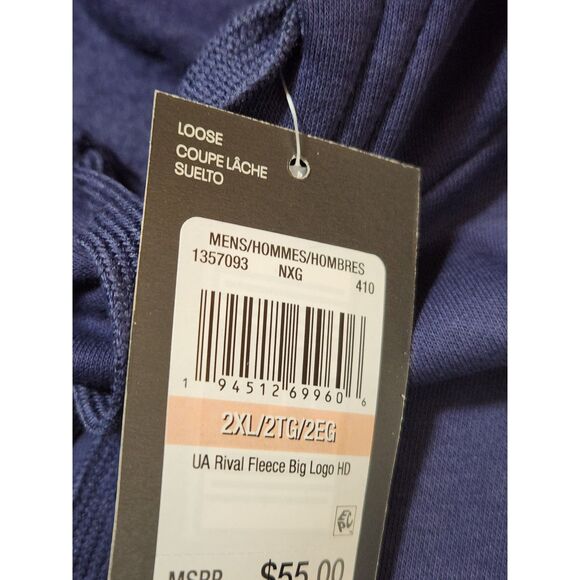 LOOSE
COUPE LÂCHE
SUELTO
MENS/HOMMES/HOMBRES
1357093 NXG 410
1 94512 69960 6
2XL/2TG/2EG
UA Rival Fleece Big Logo HD
EPC
MSRP $55.00